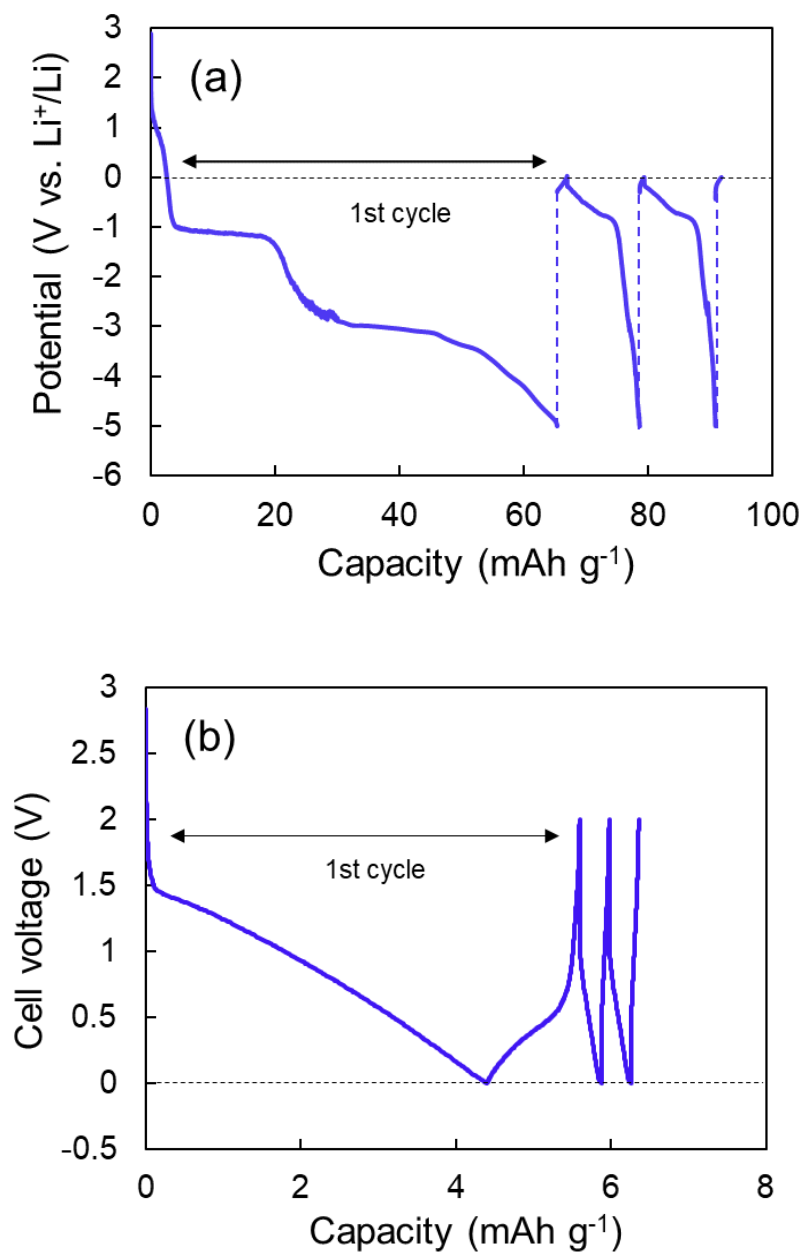 (a)
3
2
1
0
-1
-2
-3
-4
-5
-6
Potential (V vs. Li⁺/Li)
1st cycle
0 20 40 60 80 100
Capacity (mAh g⁻¹)
(b)
3
2.5
2
1.5
1
0.5
0
-0.5
Cell voltage (V)
1st cycle
0 2 4 6 8
Capacity (mAh g⁻¹)